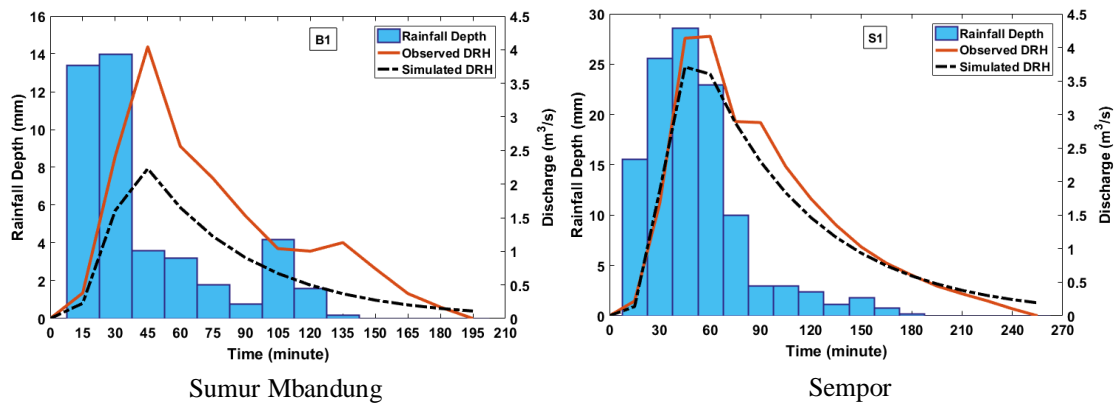 B1
Rainfall Depth
Observed DRH
Simulated DRH
Rainfall Depth (mm)
16
14
12
10
8
6
4
2
0
Discharge (m³/s)
4.5
4
3.5
3
2.5
2
1.5
1
0.5
0
0 15 30 45 60 75 90 105 120 135 150 165 180 195 210
Time (minute)
Sumur Mbandung
S1
Rainfall Depth
Observed DRH
Simulated DRH
Rainfall Depth (mm)
30
25
20
15
10
5
0
Discharge (m³/s)
4.5
4
3.5
3
2.5
2
1.5
1
0.5
0
0 30 60 90 120 150 180 210 240 270
Time (minute)
Sempor